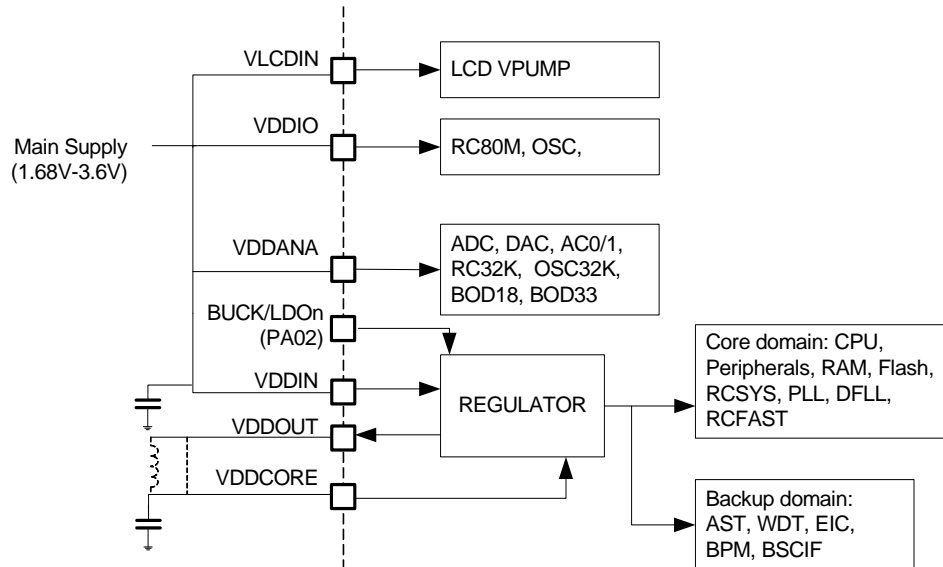 VLCDIN
LCD VPUMP
VDDIO
Main Supply
(1.68V-3.6V)
RC80M, OSC,
VDDANA
ADC, DAC, AC0/1,
RC32K, OSC32K,
BOD18, BOD33
BUCK/LDOn
(PA02)
VDDIN
REGULATOR
Core domain: CPU,
Peripherals, RAM, Flash,
RCSYS, PLL, DFLL,
RCFAST
VDDOUT
VDDCORE
Backup domain:
AST, WDT, EIC,
BPM, BSCIF